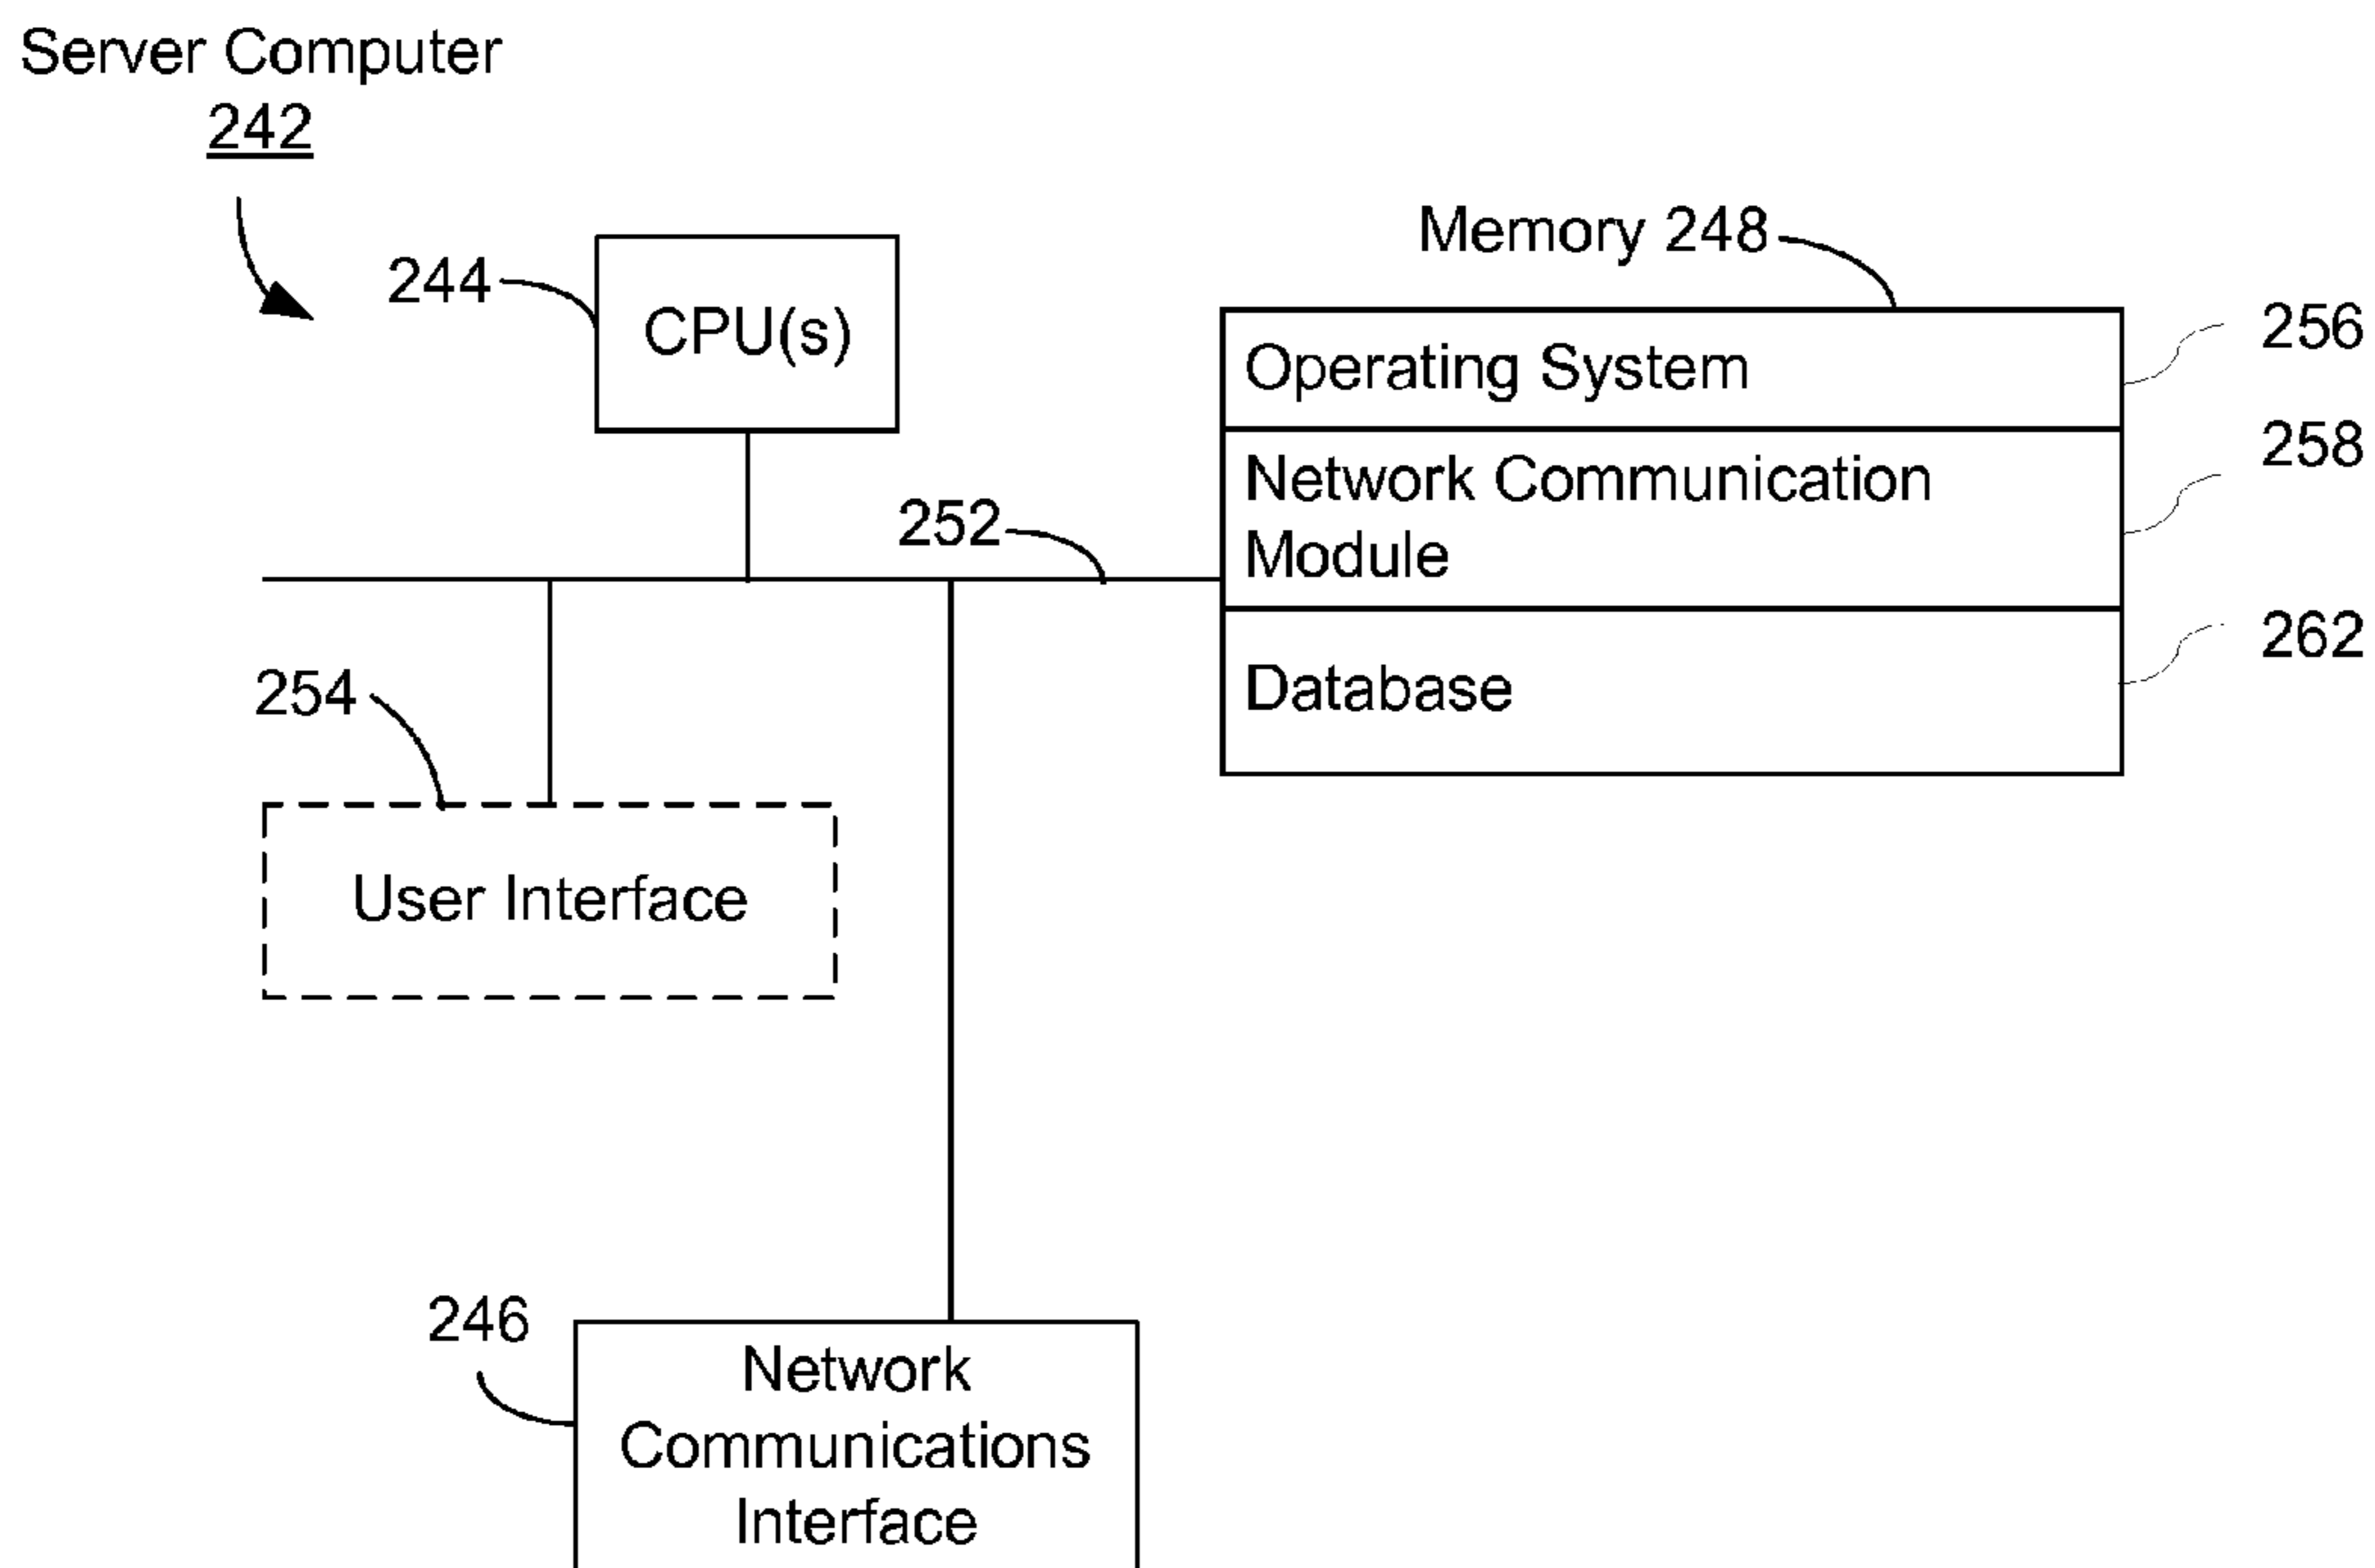 Server Computer
242
Memory 248
244
CPU(s)
256
Operating System
258
Network Communication
Module
252
262
Database
254
User Interface
246
Network
Communications
Interface